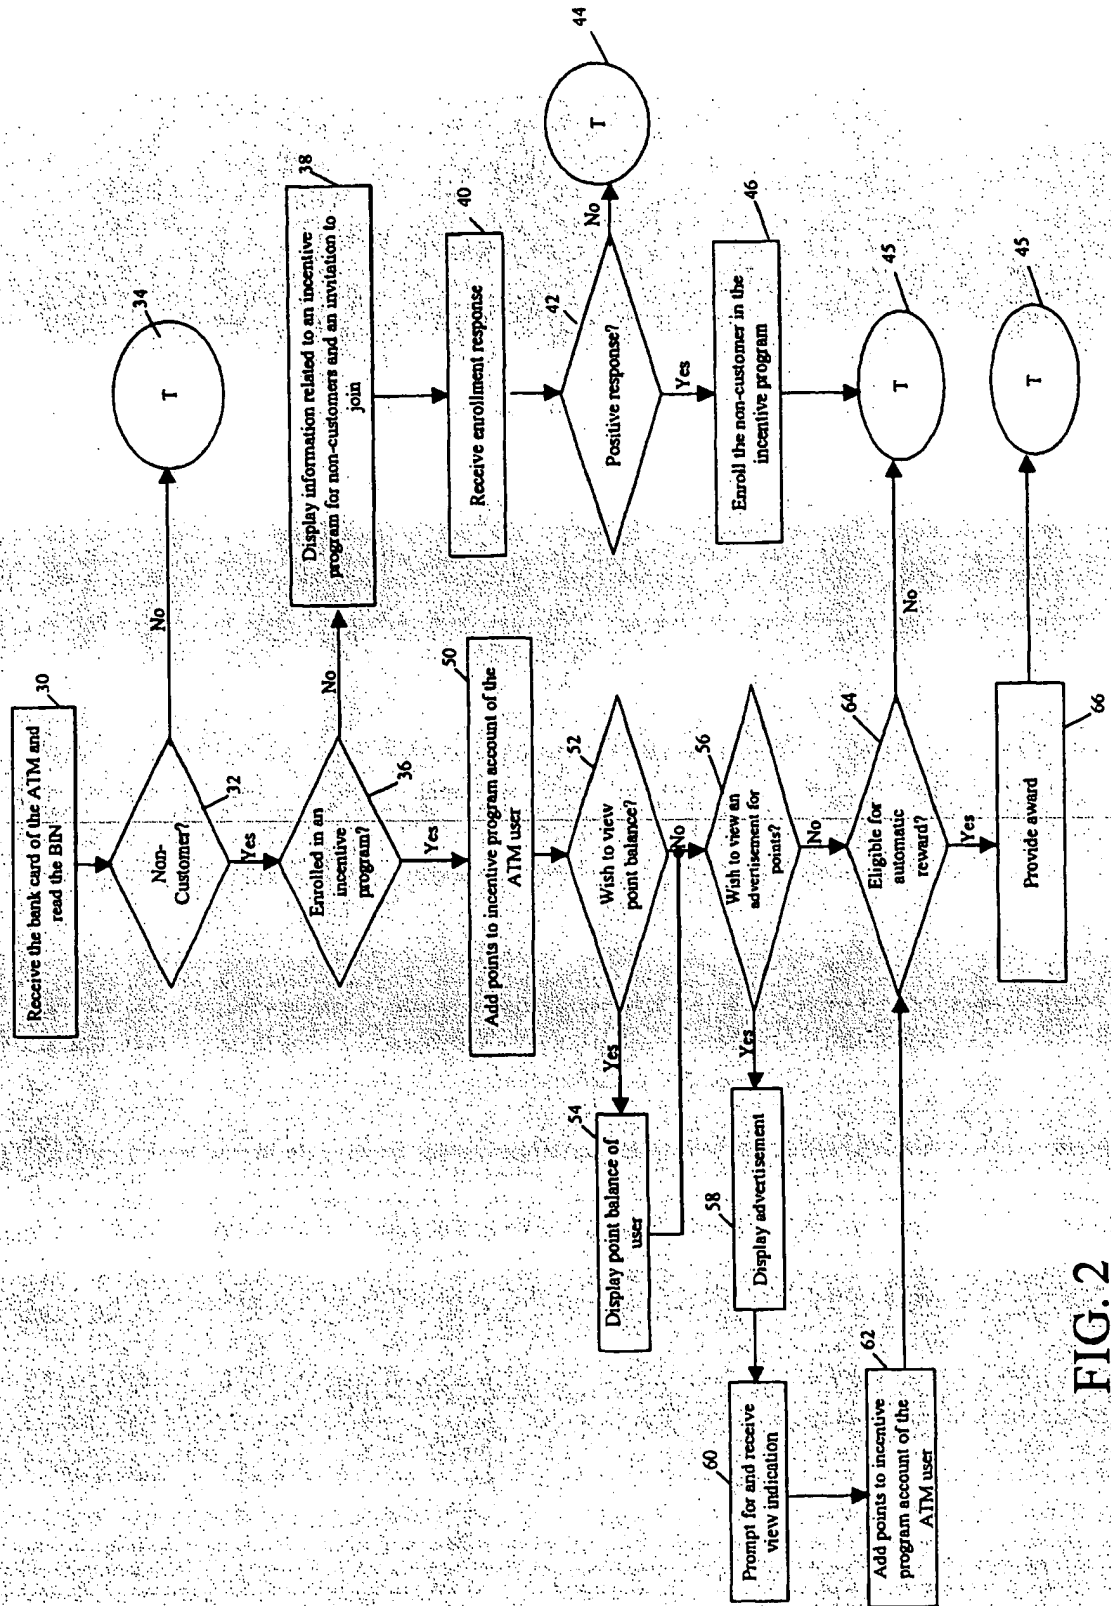 30
Receive the bank card of the ATM and
read the BIN
32
Non-
Customer?
No
34
T
Yes
36
Enrolled in an
incentive
program?
No
38
Display information related to an incentive
program for non-customers and an invitation to
join
40
Receive enrollment response
42
Positive response?
No
44
T
Yes
46
Enroll the non-customer in the
incentive program
45
T
Yes
50
Add points to incentive program account of the
ATM user
52
Wish to view
point balance?
Yes
54
Display point balance of
user
No
56
Wish to view an
advertisement for
points?
Yes
58
Display advertisement
60
Prompt for and receive
view indication
62
Add points to incentive
program account of the
ATM user
No
64
Eligible for
automatic
reward?
No
Yes
66
Provide award
45
T
FIG. 2